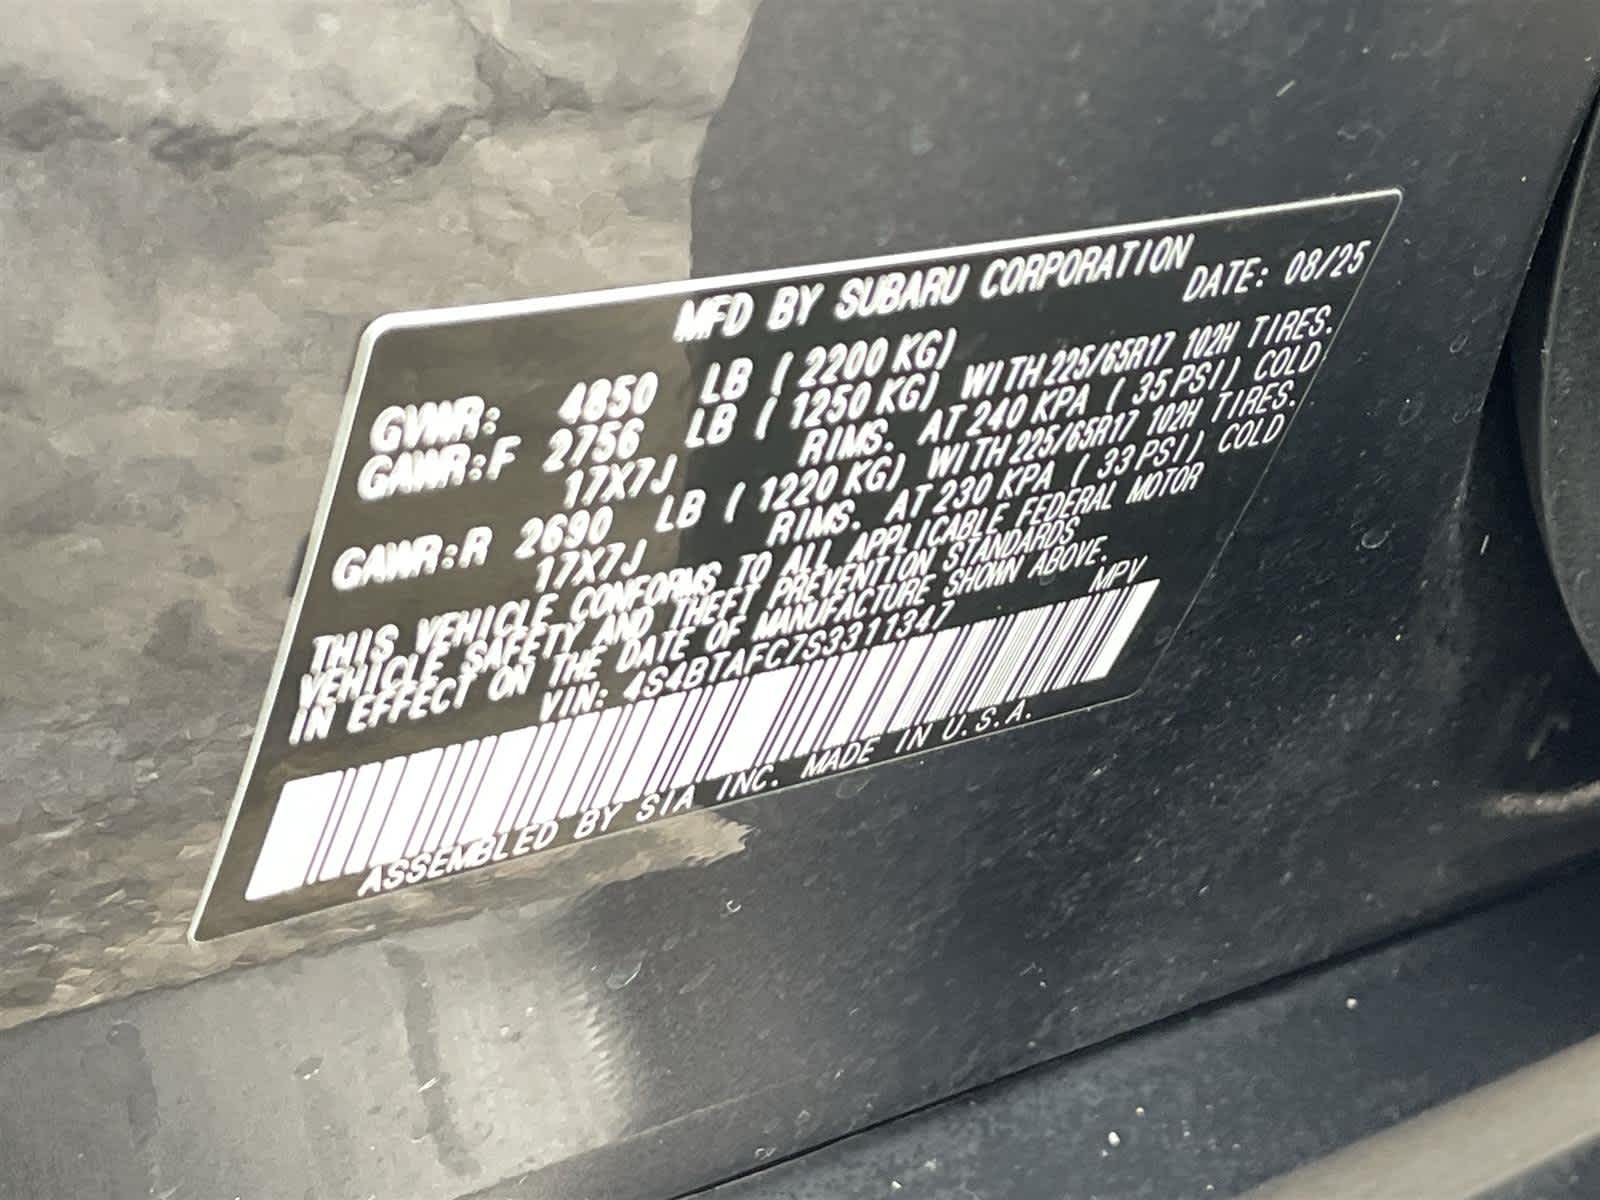 MFD BY SUBARU CORPORATION
DATE: 08/25
GVWR: 4850 LB ( 2200 KG)
GAWR:F 2756 LB ( 1250 KG) WITH 225/65R17 102H TIRES.
17X7J RIMS. AT 240 KPA ( 35 PSI) COLD
GAWR:R 2690 LB ( 1220 KG) WITH 225/65R17 102H TIRES.
17X7J RIMS. AT 230 KPA ( 33 PSI) COLD
THIS VEHICLE CONFORMS TO ALL APPLICABLE FEDERAL MOTOR
VEHICLE SAFETY AND THEFT PREVENTION STANDARDS
IN EFFECT ON THE DATE OF MANUFACTURE SHOWN ABOVE.
VIN: 4S4BTAFC7S3311347 MPV
ASSEMBLED BY SIA INC. MADE IN U.S.A.